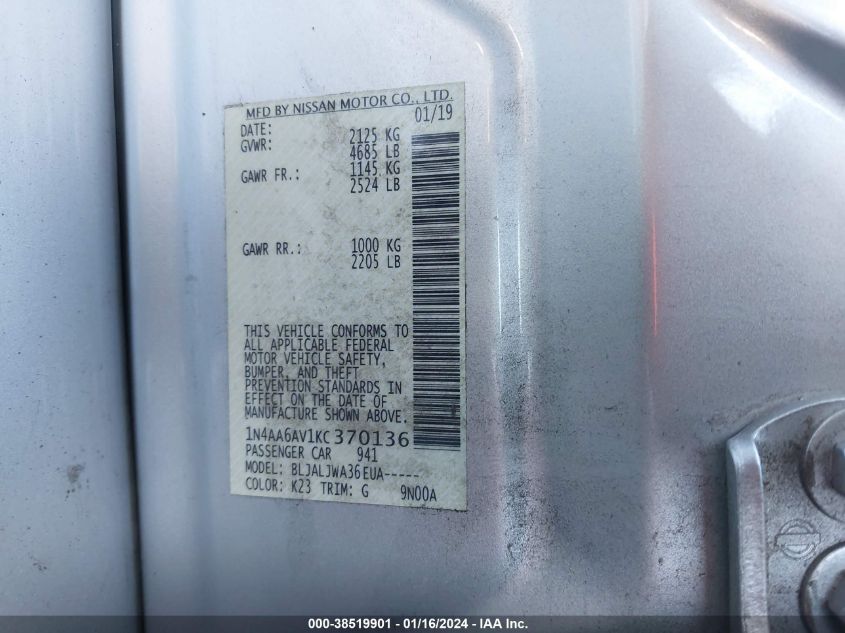 MFD BY NISSAN MOTOR CO., LTD.
DATE: 01/19
GVWR: 2125 KG
4685 LB
GAWR FR.: 1145 KG
2524 LB
GAWR RR.: 1000 KG
2205 LB
THIS VEHICLE CONFORMS TO
ALL APPLICABLE FEDERAL
MOTOR VEHICLE SAFETY,
BUMPER, AND THEFT
PREVENTION STANDARDS IN
EFFECT ON THE DATE OF
MANUFACTURE SHOWN ABOVE.
1N4AA6AV1KC370136
PASSENGER CAR 941
MODEL: BLJALJWA36EUA-----
COLOR: K23 TRIM: G 9N00A
000-38519901 - 01/16/2024 - IAA Inc.